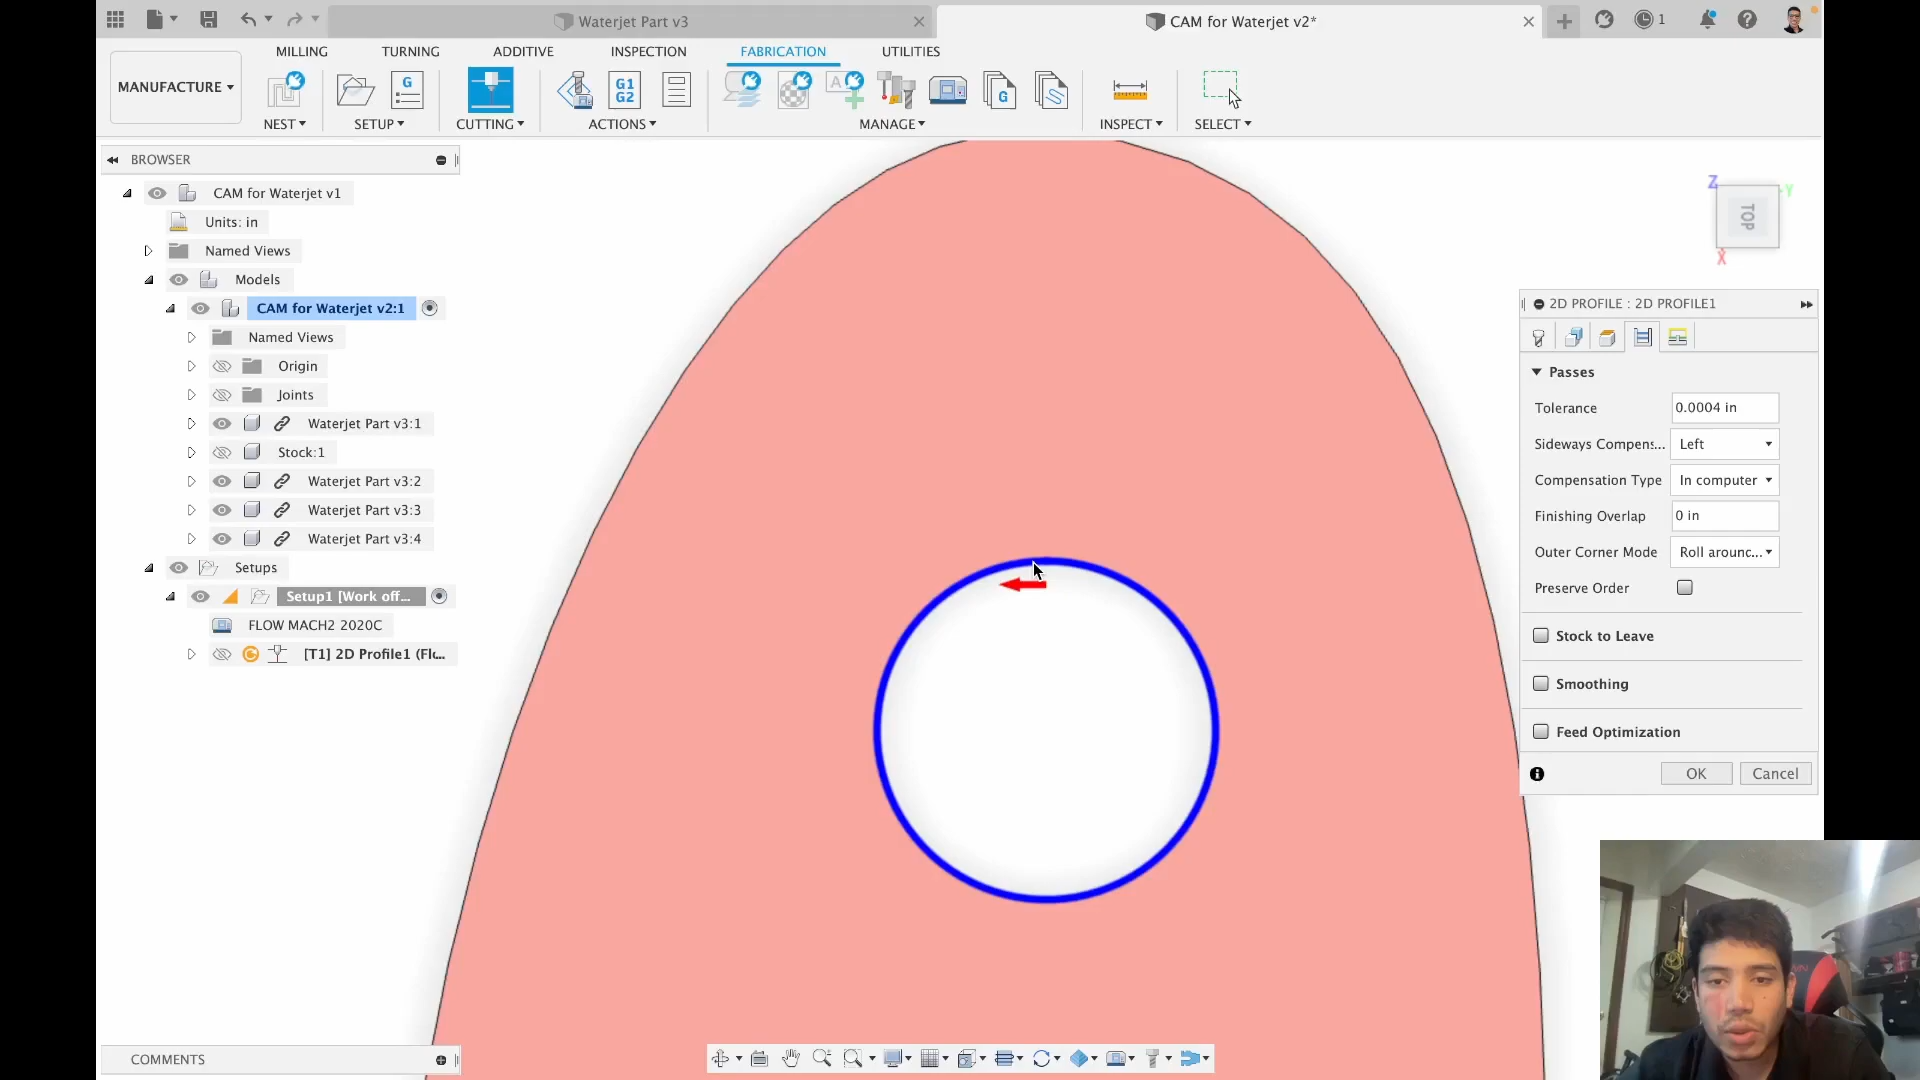 Waterjet Part v3
CAM for Waterjet v2*
1
MANUFACTURE
MILLING
TURNING
ADDITIVE
INSPECTION
FABRICATION
UTILITIES
NEST
SETUP
CUTTING
ACTIONS
MANAGE
INSPECT
SELECT
G
G1
G2
A
G
BROWSER
CAM for Waterjet v1
Units: in
Named Views
Models
CAM for Waterjet v2:1
Named Views
Origin
Joints
Waterjet Part v3:1
Stock:1
Waterjet Part v3:2
Waterjet Part v3:3
Waterjet Part v3:4
Setups
Setup1 [Work off...
FLOW MACH2 2020C
[T1] 2D Profile1 (Flo...
Z
Y
TOP
X
2D PROFILE : 2D PROFILE1
Passes
Tolerance
0.0004 in
Sideways Compens...
Left
Compensation Type
In computer
Finishing Overlap
0 in
Outer Corner Mode
Roll aroun...
Preserve Order
Stock to Leave
Smoothing
Feed Optimization
OK
Cancel
COMMENTS